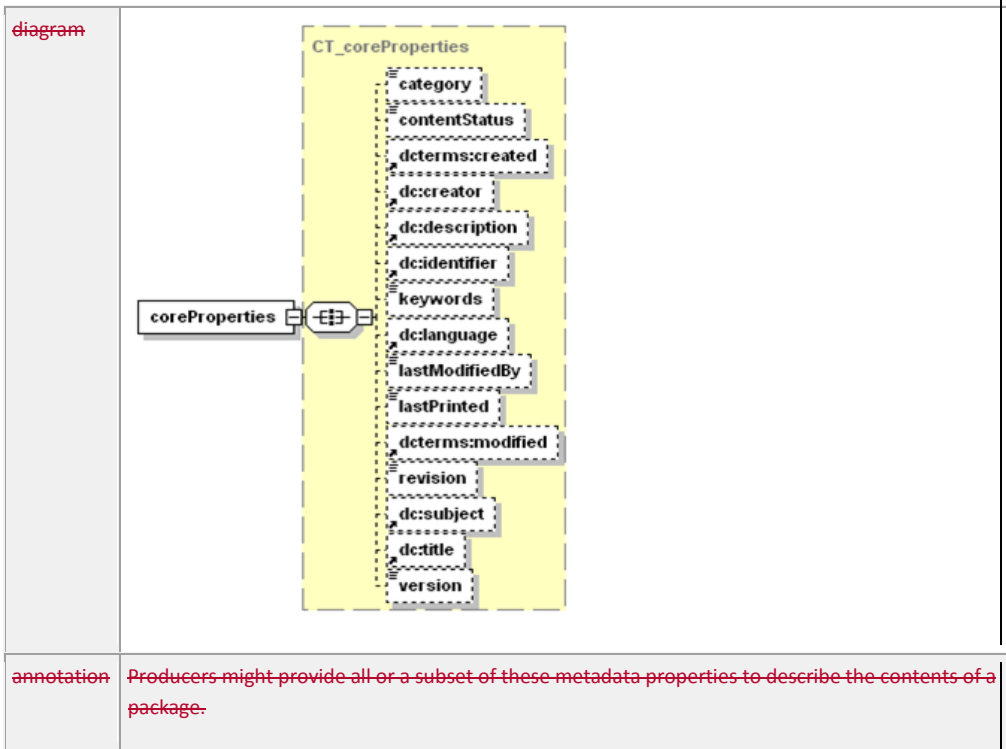 diagram
CT_coreProperties
category
contentStatus
dcterms:created
dc:creator
dc:description
dc:identifier
keywords
coreProperties
dc:language
lastModifiedBy
lastPrinted
dcterms:modified
revision
dc:subject
dc:title
version
annotation
Producers might provide all or a subset of these metadata properties to describe the contents of a
package.